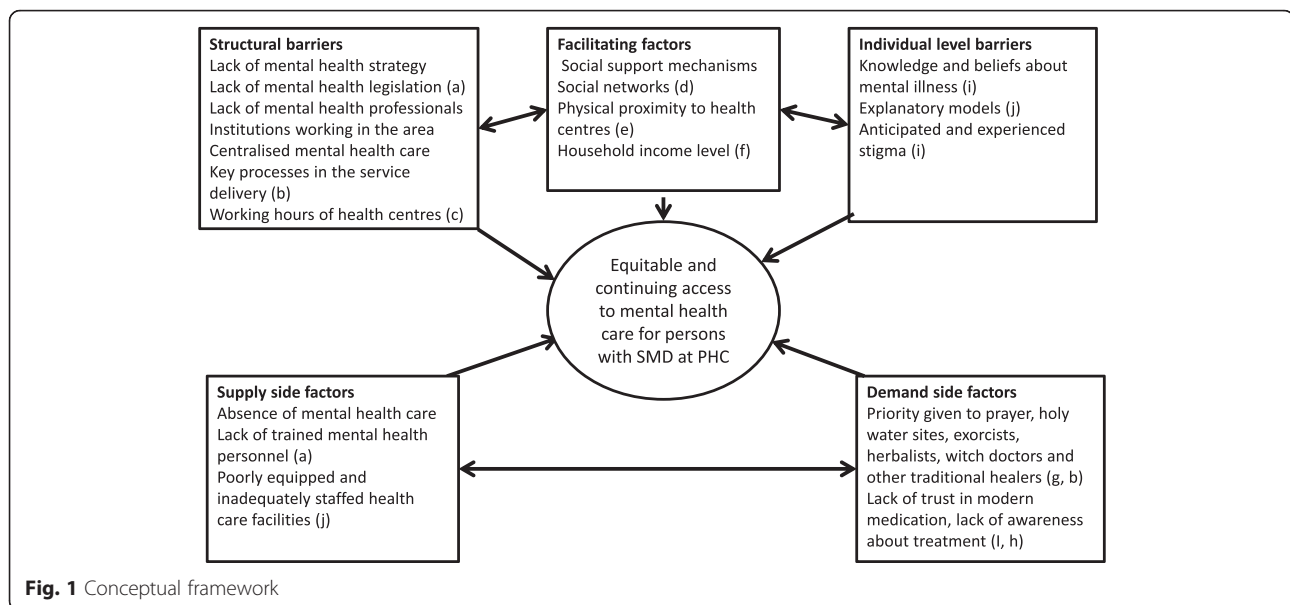 Structural barriers
Lack of mental health strategy
Lack of mental health legislation (a)
Lack of mental health professionals
Institutions working in the area
Centralised mental health care
Key processes in the service
delivery (b)
Working hours of health centres (c)
Facilitating factors
Social support mechanisms
Social networks (d)
Physical proximity to health
centres (e)
Household income level (f)
Individual level barriers
Knowledge and beliefs about
mental illness (i)
Explanatory models (j)
Anticipated and experienced
stigma (i)
Equitable and
continuing access
to mental health
care for persons
with SMD at PHC
Supply side factors
Absence of mental health care
Lack of trained mental health
personnel (a)
Poorly equipped and
inadequately staffed health
care facilities (j)
Demand side factors
Priority given to prayer, holy
water sites, exorcists,
herbalists, witch doctors and
other traditional healers (g, b)
Lack of trust in modern
medication, lack of awareness
about treatment (I, h)
Fig. 1 Conceptual framework